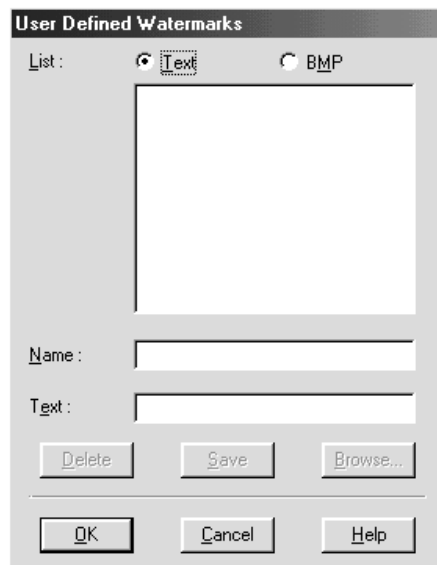 User Defined Watermarks
List : Text BMP
Name :
Text :
Delete Save Browse...
OK Cancel Help